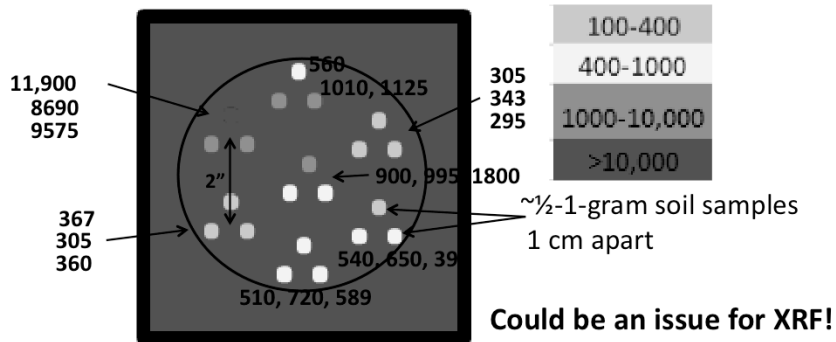 560
1010, 1125
11,900
8690
9575
305
343
295
2”
900, 995, 1800
367
305
360
540, 650, 39
510, 720, 589
100-400
400-1000
1000-10,000
>10,000
~½-1-gram soil samples
1 cm apart
Could be an issue for XRF!